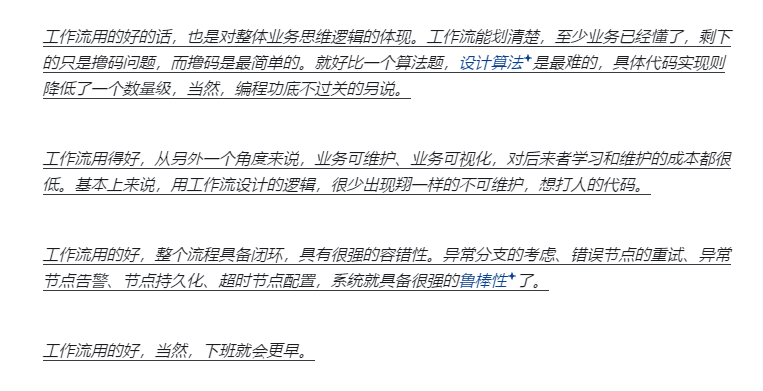 工作流用的好的话，也是对整体业务思维逻辑的体现。工作流能划清楚，至少业务已经懂了，剩下
的只是撸码问题，而撸码是最简单的。就好比一个算法题，设计算法是最难的，具体代码实现则
降低了一个数量级，当然，编程功底不过关的另说。
工作流用得好，从另外一个角度来说，业务可维护、业务可视化，对后来者学习和维护的成本都很
低。基本上来说，用工作流设计的逻辑，很少出现翔一样的不可维护，想打人的代码。
工作流用的好，整个流程具备闭环，具有很强的容错性。异常分支的考虑、错误节点的重试、异常
节点告警、节点持久化、超时节点配置，系统就具备很强的鲁棒性了。
工作流用的好，当然，下班就会更早。